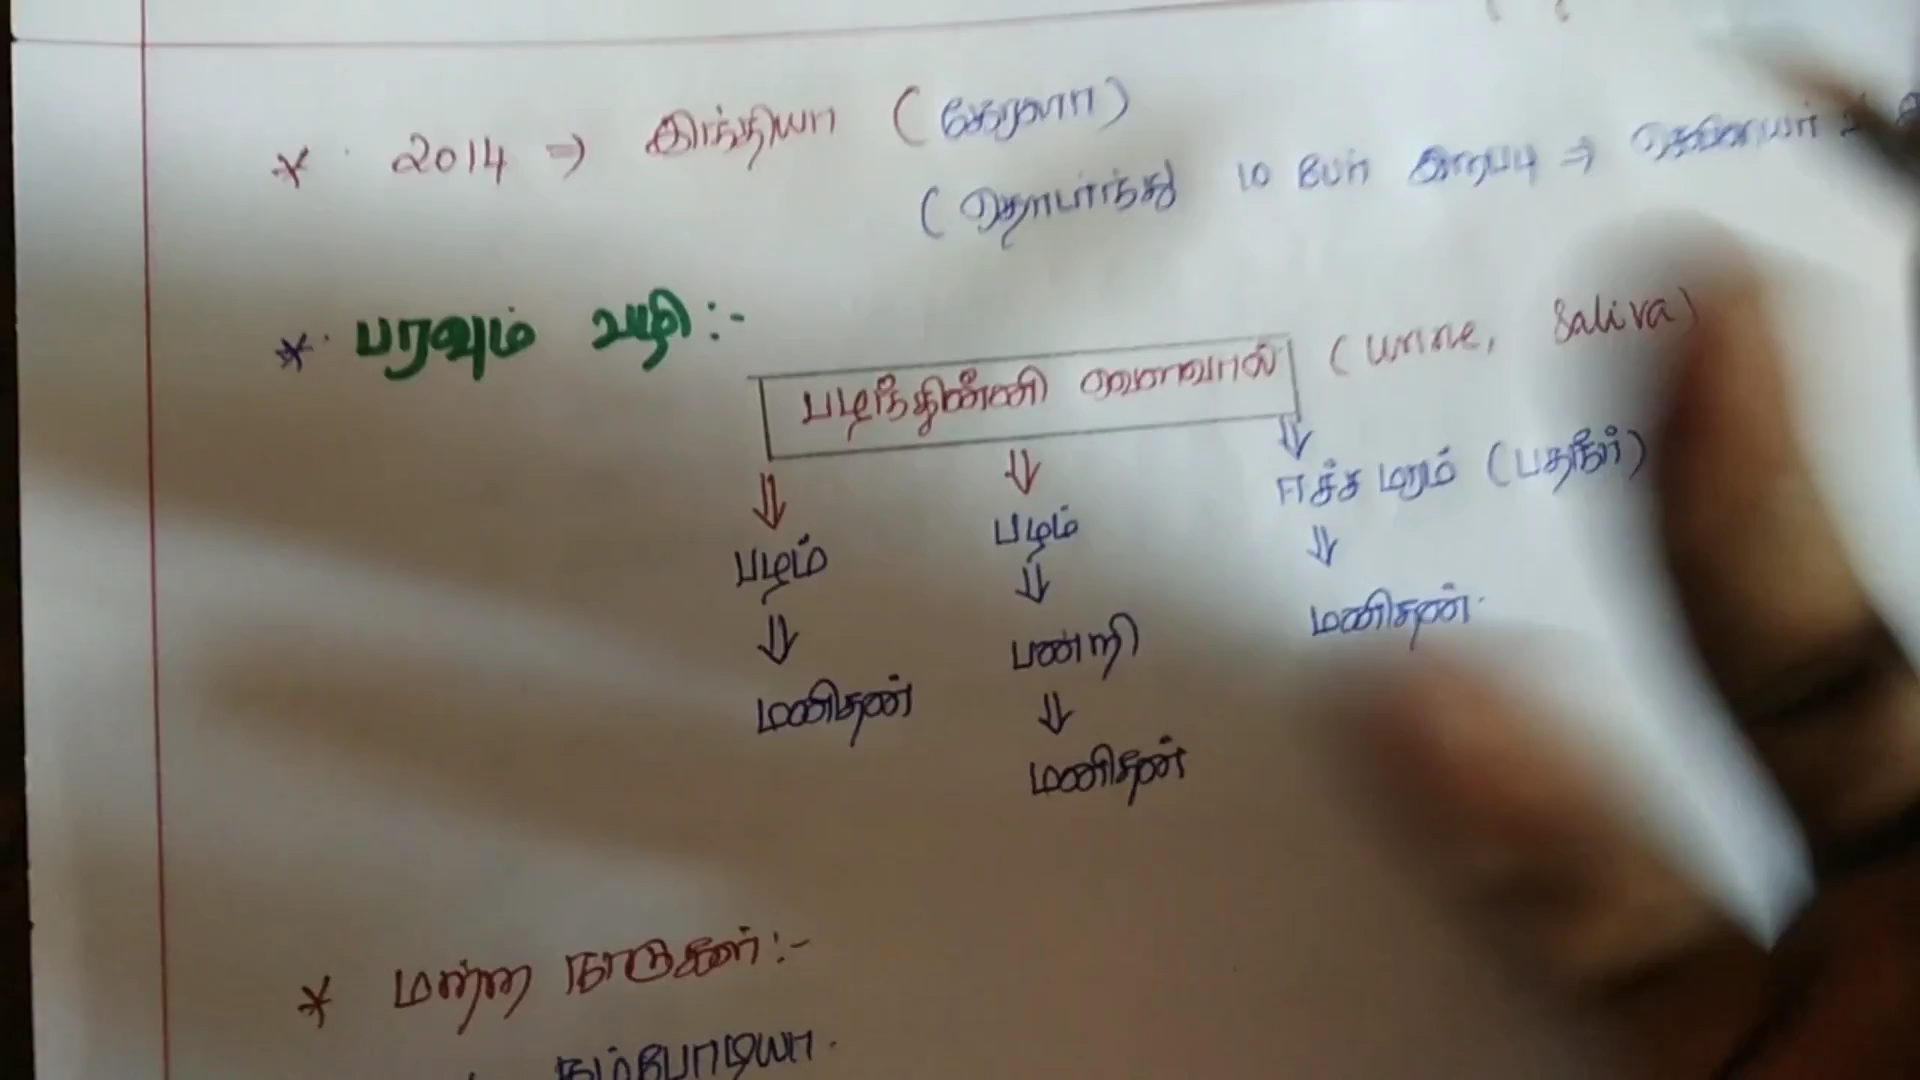 * 2014 ⇒ இந்தியா (கேரளா)
(தொடர்ந்து 10 பேர் இறப்பு ⇒
* பரவும் வழி :-
பழந்தின்னி வௌவால் (Urine, Saliva)
⇓ ⇓ ⇓
பழம் பழம் ஈச்ச மரம் (பதநீர்)
⇓ ⇓ ⇓
மனிதன் பன்றி மனிதன்.
⇓
மனிதன்
* மற்ற நாடுகள் :-
கம்போடியா.